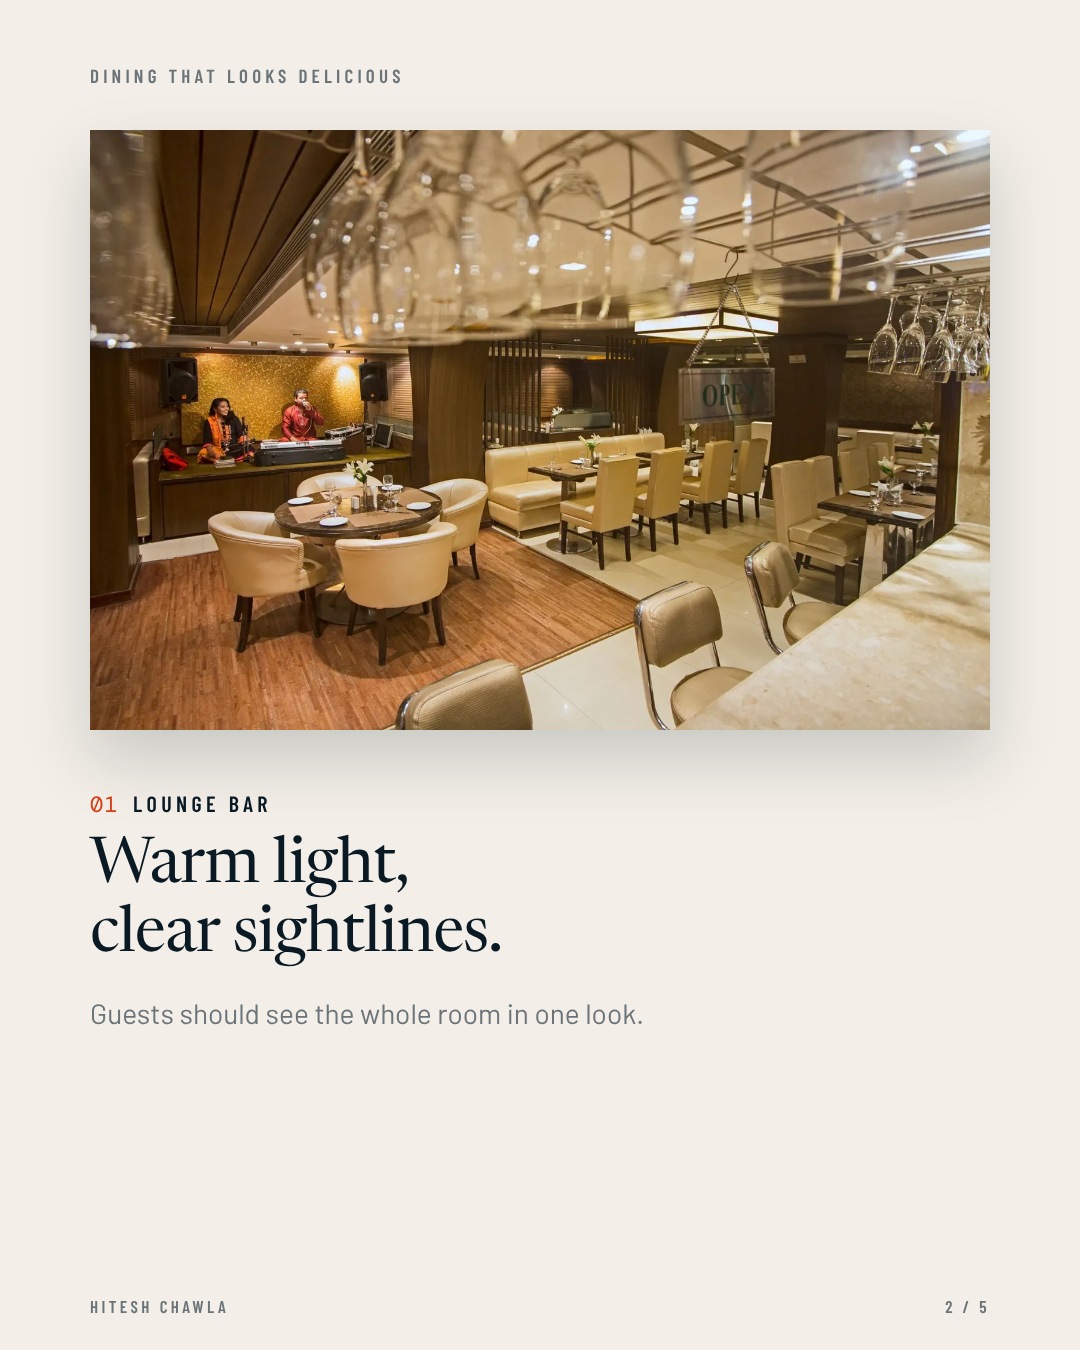 DINING THAT LOOKS DELICIOUS
OPEN
01 LOUNGE BAR
Warm light,
clear sightlines.
Guests should see the whole room in one look.
HITESH CHAWLA
2 / 5